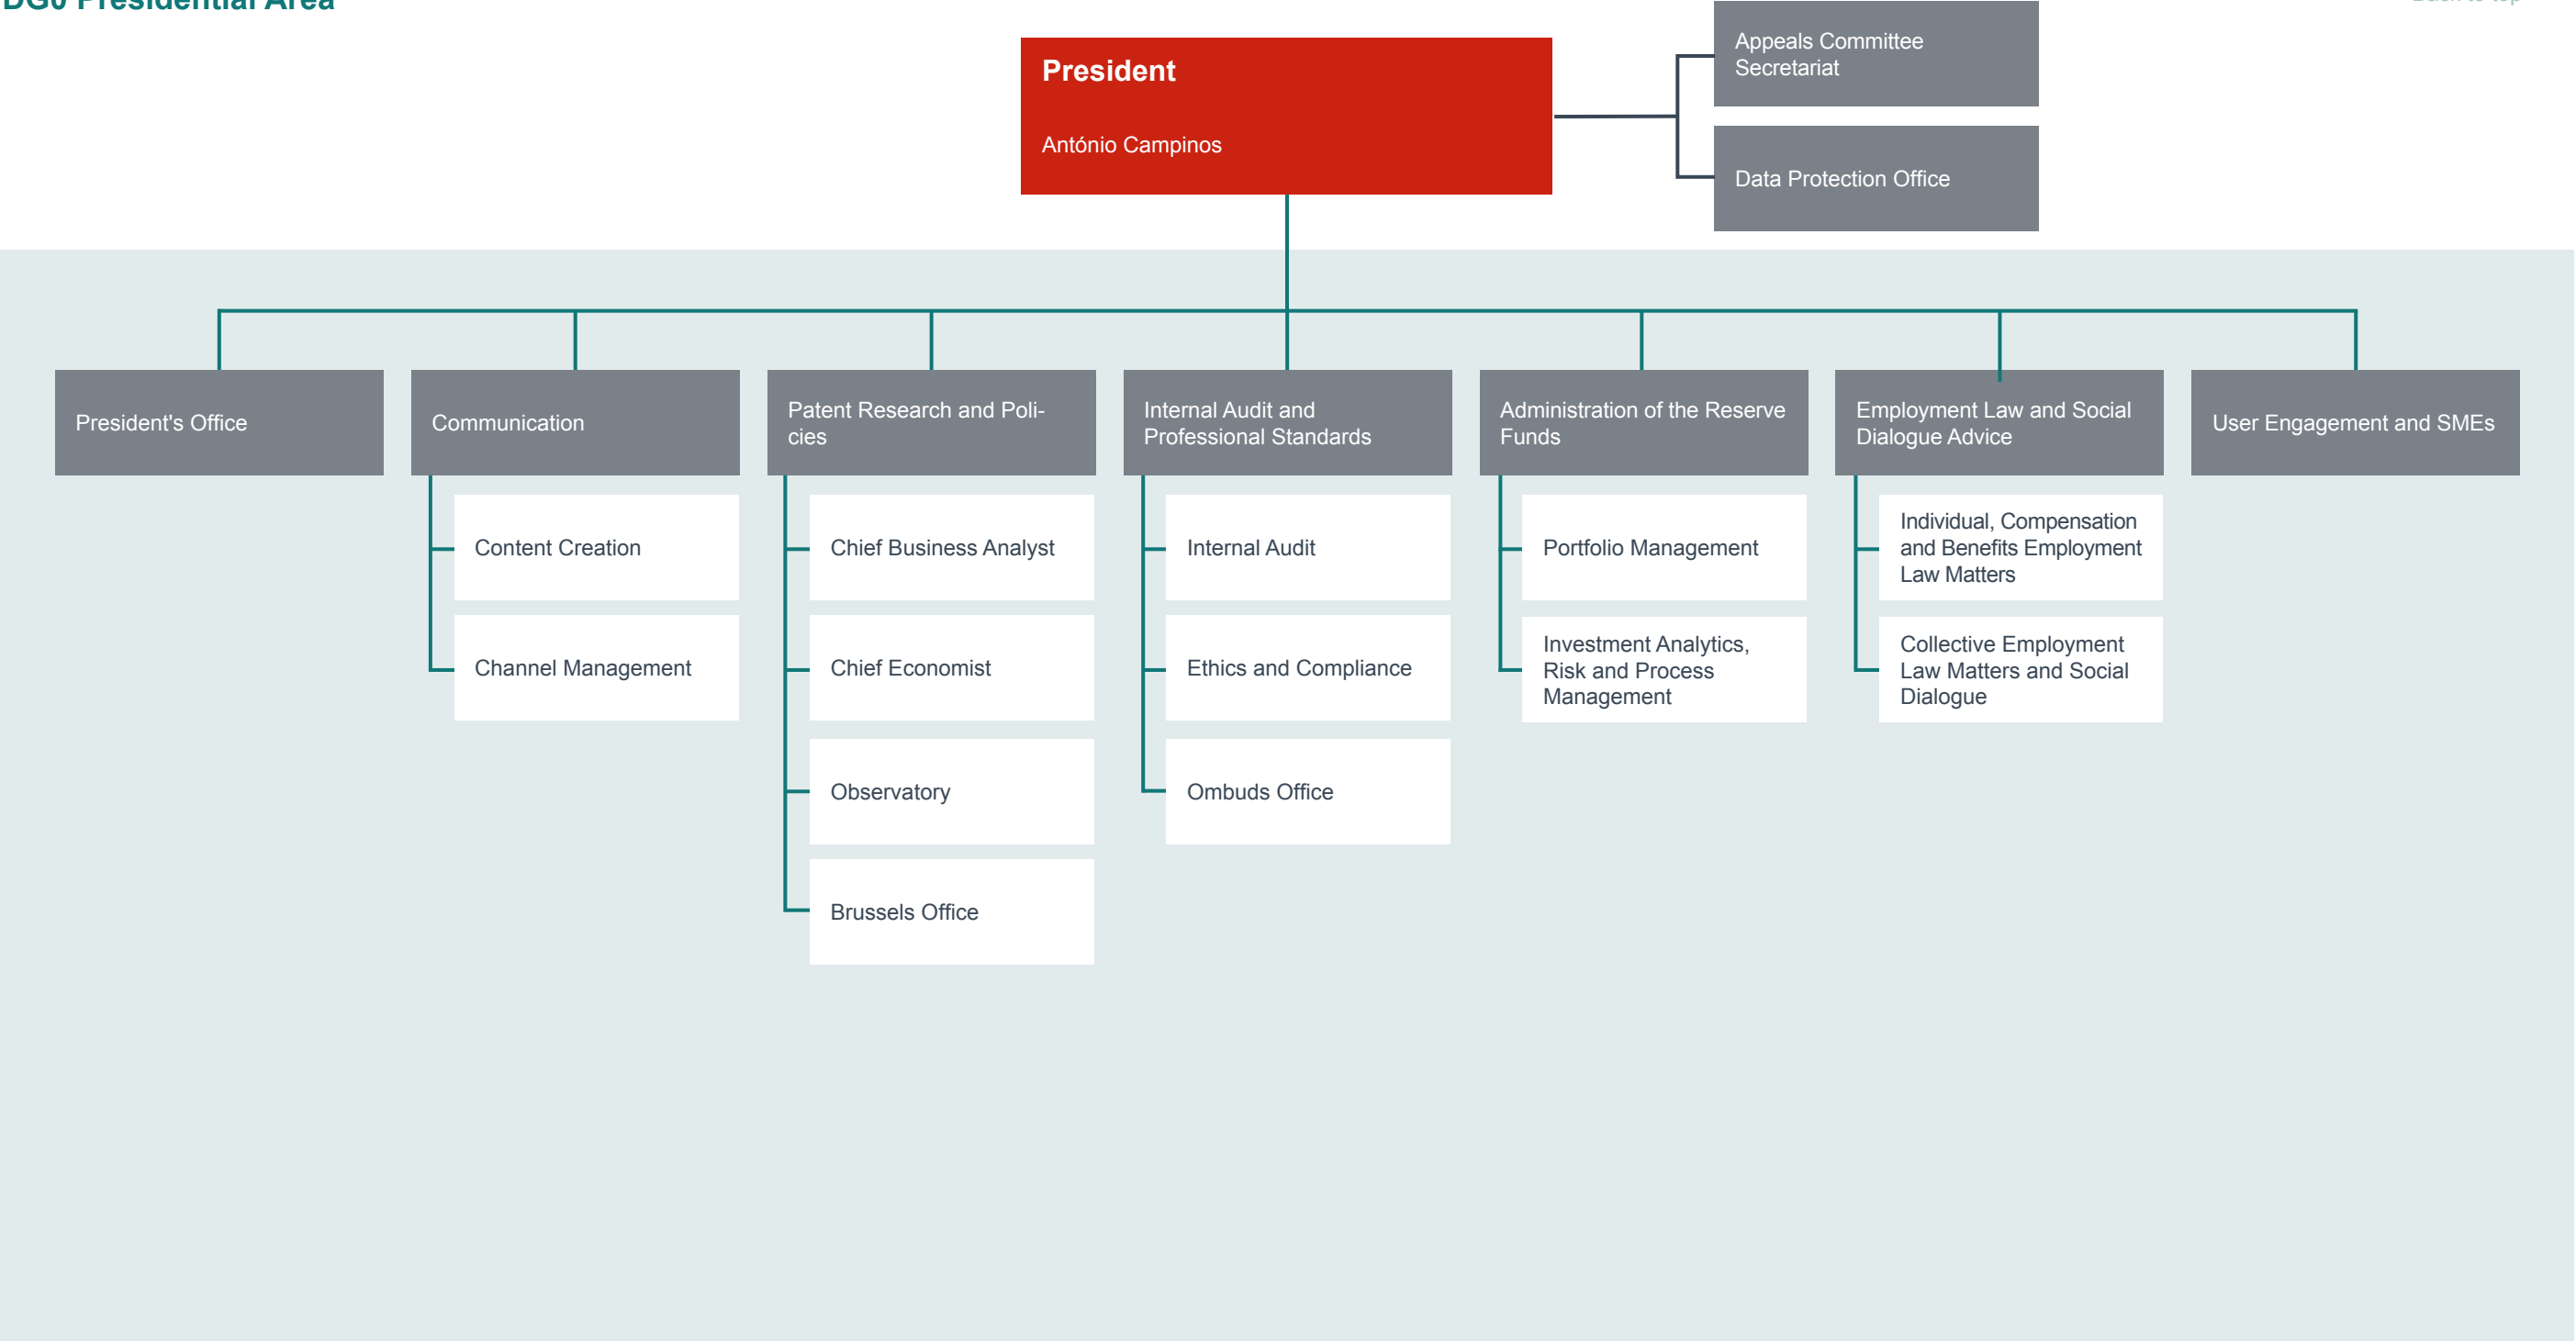 DG0 Presidential Area
Back to top
President
António Campinos
Appeals Committee
Secretariat
Data Protection Office
President's Office
Communication
Content Creation
Channel Management
Patent Research and Poli-
cies
Chief Business Analyst
Chief Economist
Observatory
Brussels Office
Internal Audit and
Professional Standards
Internal Audit
Ethics and Compliance
Ombuds Office
Administration of the Reserve
Funds
Portfolio Management
Investment Analytics,
Risk and Process
Management
Employment Law and Social
Dialogue Advice
Individual, Compensation
and Benefits Employment
Law Matters
Collective Employment
Law Matters and Social
Dialogue
User Engagement and SMEs